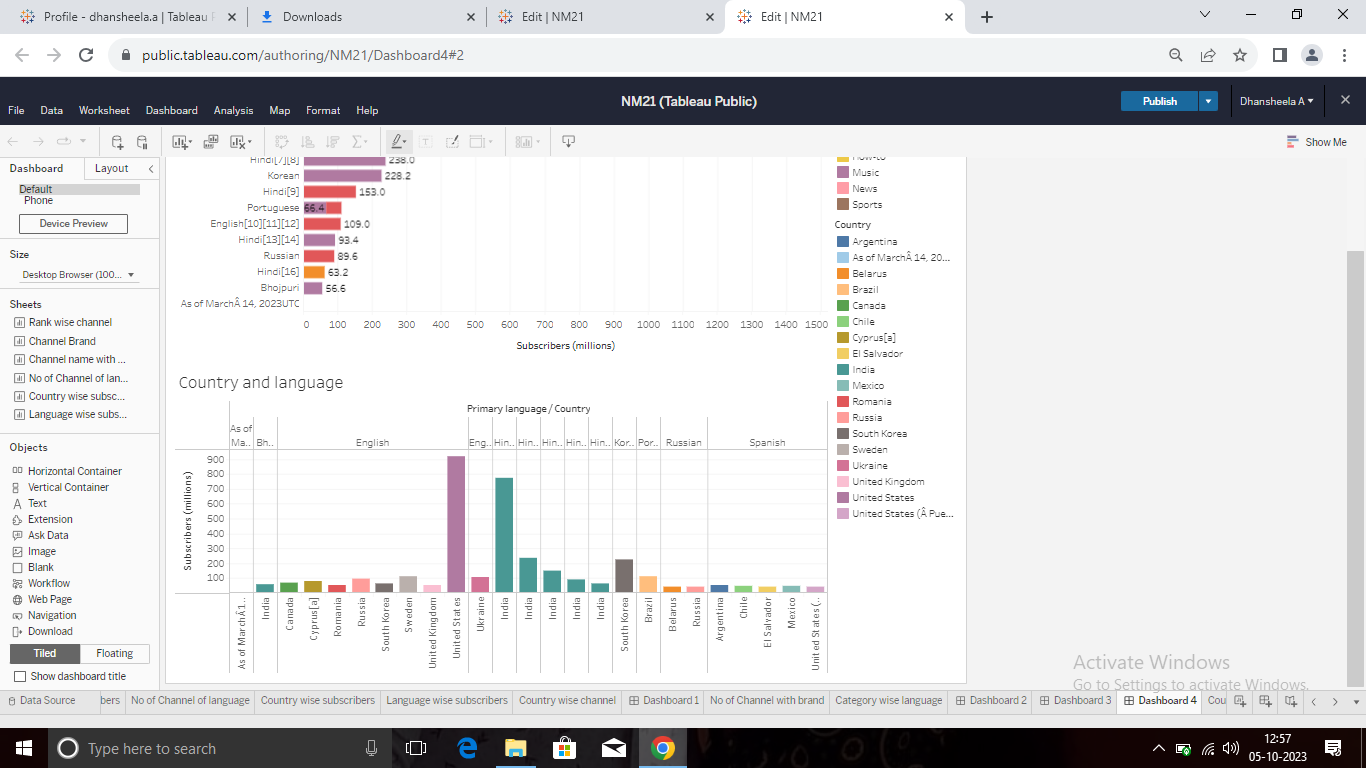 Profile - dhansheela.a | Tableau P
Downloads
Edit | NM21
Edit | NM21
public.tableau.com/authoring/NM21/Dashboard4#2
File Data Worksheet Dashboard Analysis Map Format Help
NM21 (Tableau Public)
Publish
Dhansheela A
Show Me
Dashboard
Layout
Default
Phone
Device Preview
Size
Desktop Browser (100...
Sheets
Rank wise channel
Channel Brand
Channel name with ...
No of Channel of lan...
Country wise subsc...
Language wise subs...
Objects
Horizontal Container
Vertical Container
Text
Extension
Ask Data
Image
Blank
Workflow
Web Page
Navigation
Download
Tiled
Floating
Show dashboard title
Hindi[7][8] 238.0
Korean 228.2
Hindi[9] 153.0
Portuguese 66.4
English[10][11][12] 109.0
Hindi[13][14] 93.4
Russian 89.6
Hindi[16] 63.2
Bhojpuri 56.6
As of MarchÂ 14, 2023UTC
0 100 200 300 400 500 600 700 800 900 1000 1100 1200 1300 1400 1500
Subscribers (millions)
Country and language
Primary language / Country
As of
Ma.. Bh.. English Eng.. Hin.. Hin.. Hin.. Hin.. Hin.. Kor.. Por.. Russian Spanish
Subscribers (millions)
900
800
700
600
500
400
300
200
100
As of MarchÂ1..
India
Canada
Cyprus[a]
Romania
Russia
South Korea
Sweden
United Kingdom
United States
Ukraine
India
India
India
India
India
South Korea
Brazil
Belarus
Russia
Argentina
Chile
El Salvador
Mexico
United States (..
How-to
Music
News
Sports
Country
Argentina
As of MarchÂ 14, 20...
Belarus
Brazil
Canada
Chile
Cyprus[a]
El Salvador
India
Mexico
Romania
Russia
South Korea
Sweden
Ukraine
United Kingdom
United States
United States (Â Pue...
Activate Windows
Go to Settings to activate Windows.
Data Source
bers
No of Channel of language
Country wise subscribers
Language wise subscribers
Country wise channel
Dashboard 1
No of Channel with brand
Category wise language
Dashboard 2
Dashboard 3
Dashboard 4
Cou
Type here to search
12:57
05-10-2023